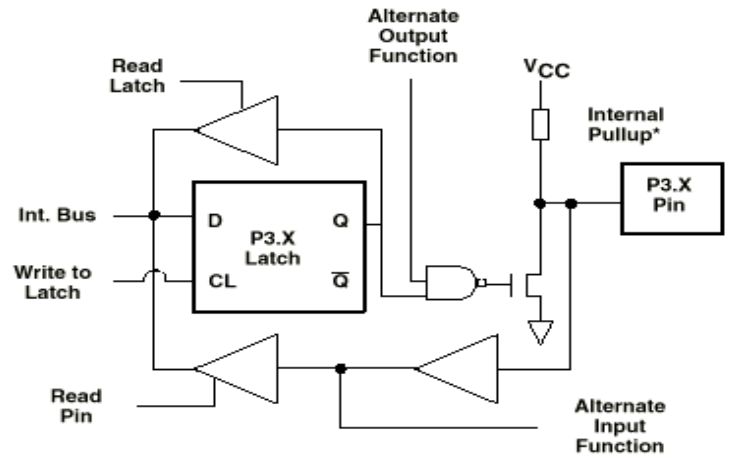 Alternate
Output
Function
Read
Latch
VCC
Internal
Pullup*
P3.X
Pin
Int. Bus
D
P3.X
Latch
Q
Write to
Latch
CL
Q̅
Read
Pin
Alternate
Input
Function